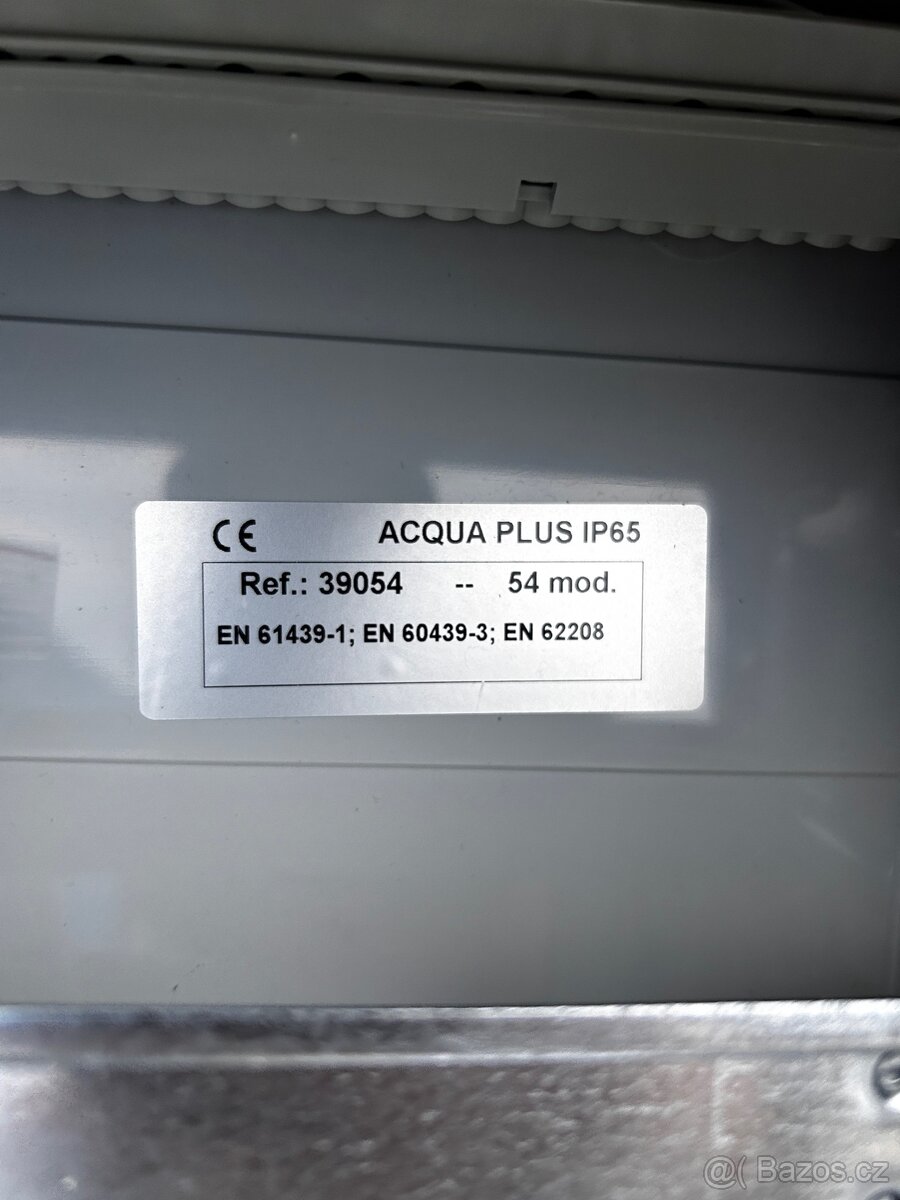 CE ACQUA PLUS IP65
Ref.: 39054 -- 54 mod.
EN 61439-1; EN 60439-3; EN 62208
@( Bazos.cz